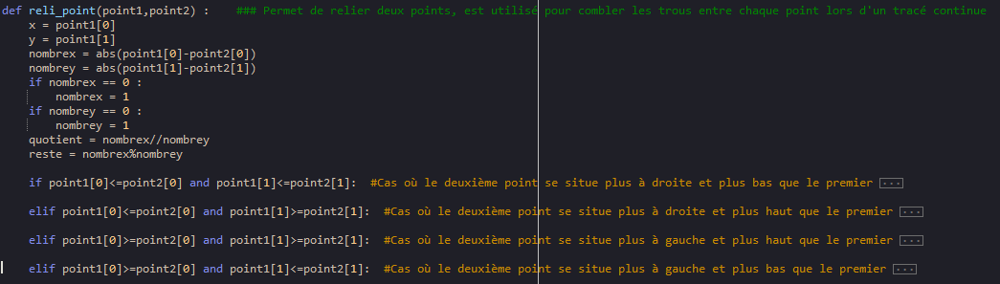 def reli_point(point1,point2) :    ### Permet de relier deux points, est utilisé pour combler les trous entre chaque point lors d'un tracé continue
    x = point1[0]
    y = point1[1]
    nombrex = abs(point1[0]-point2[0])
    nombrey = abs(point1[1]-point2[1])
    if nombrex == 0 :
        nombrex = 1
    if nombrey == 0 :
        nombrey = 1
    quotient = nombrex//nombrey
    reste = nombrex%nombrey
    if point1[0]<=point2[0] and point1[1]<=point2[1]:  #Cas où le deuxième point se situe plus à droite et plus bas que le premier ...
    elif point1[0]<=point2[0] and point1[1]>=point2[1]:  #Cas où le deuxième point se situe plus à droite et plus haut que le premier ...
    elif point1[0]>=point2[0] and point1[1]>=point2[1]:  #Cas où le deuxième point se situe plus à gauche et plus haut que le premier ...
    elif point1[0]>=point2[0] and point1[1]<=point2[1]:  #Cas où le deuxième point se situe plus à gauche et plus bas que le premier ...